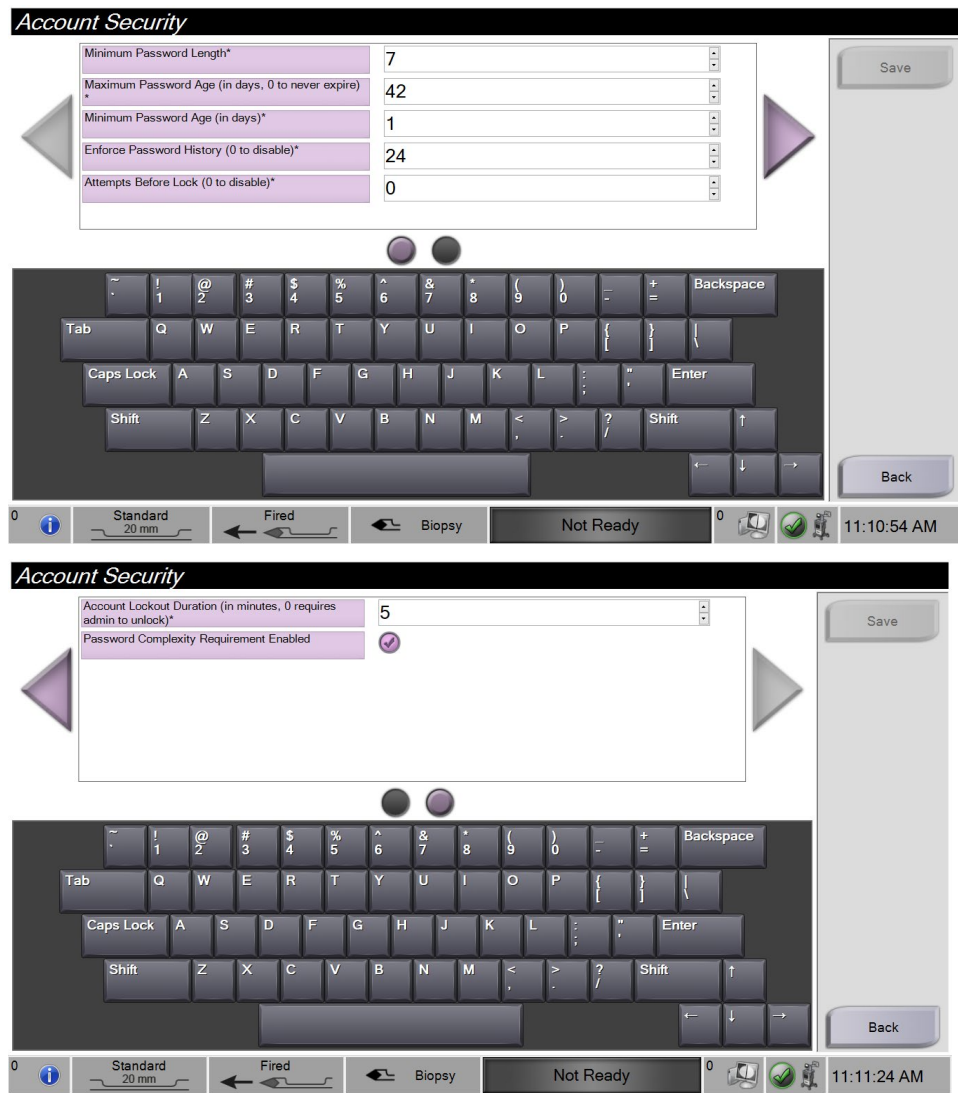 Account Security
Minimum Password Length*
7
Maximum Password Age (in days, 0 to never expire)
*
42
Minimum Password Age (in days)*
1
Enforce Password History (0 to disable)*
24
Attempts Before Lock (0 to disable)*
0
Save
~ ! @ # $ % ^ & * ( ) _ + Backspace
` 1 2 3 4 5 6 7 8 9 0 - =
Tab Q W E R T Y U I O P { } |
[ ] \
Caps Lock A S D F G H J K L : " Enter
; '
Shift Z X C V B N M < > ? Shift ↑
, . /
← ↓ →
Back
0 Standard Fired Biopsy Not Ready 0 11:10:54 AM
20 mm
Account Security
Account Lockout Duration (in minutes, 0 requires
admin to unlock)*
5
Password Complexity Requirement Enabled
Save
~ ! @ # $ % ^ & * ( ) _ + Backspace
` 1 2 3 4 5 6 7 8 9 0 - =
Tab Q W E R T Y U I O P { } |
[ ] \
Caps Lock A S D F G H J K L : " Enter
; '
Shift Z X C V B N M < > ? Shift ↑
, . /
← ↓ →
Back
0 Standard Fired Biopsy Not Ready 0 11:11:24 AM
20 mm